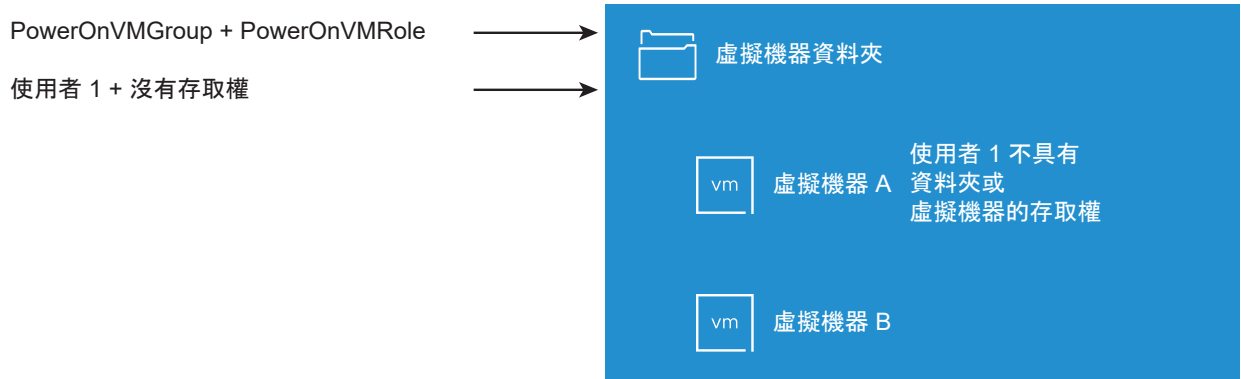 PowerOnVMGroup + PowerOnVMRole
使用者 1 + 沒有存取權
虛擬機器資料夾
vm
虛擬機器 A
使用者 1 不具有
資料夾或
虛擬機器的存取權
vm
虛擬機器 B